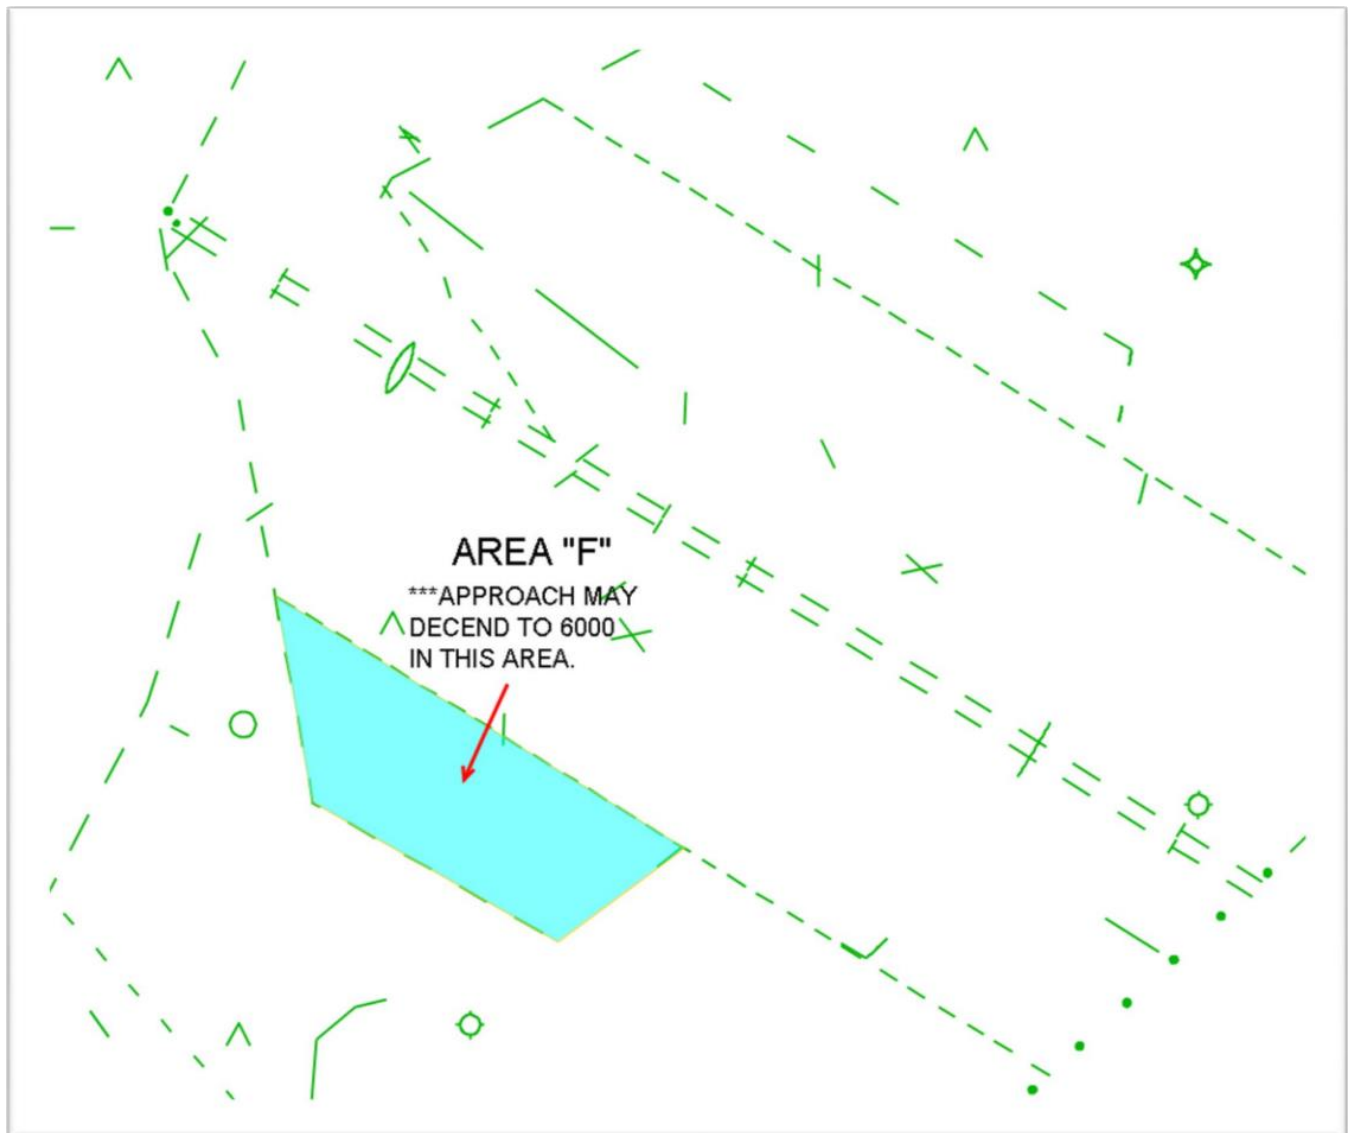 AREA "F"
***APPROACH MAY
DECEND TO 6000
IN THIS AREA.